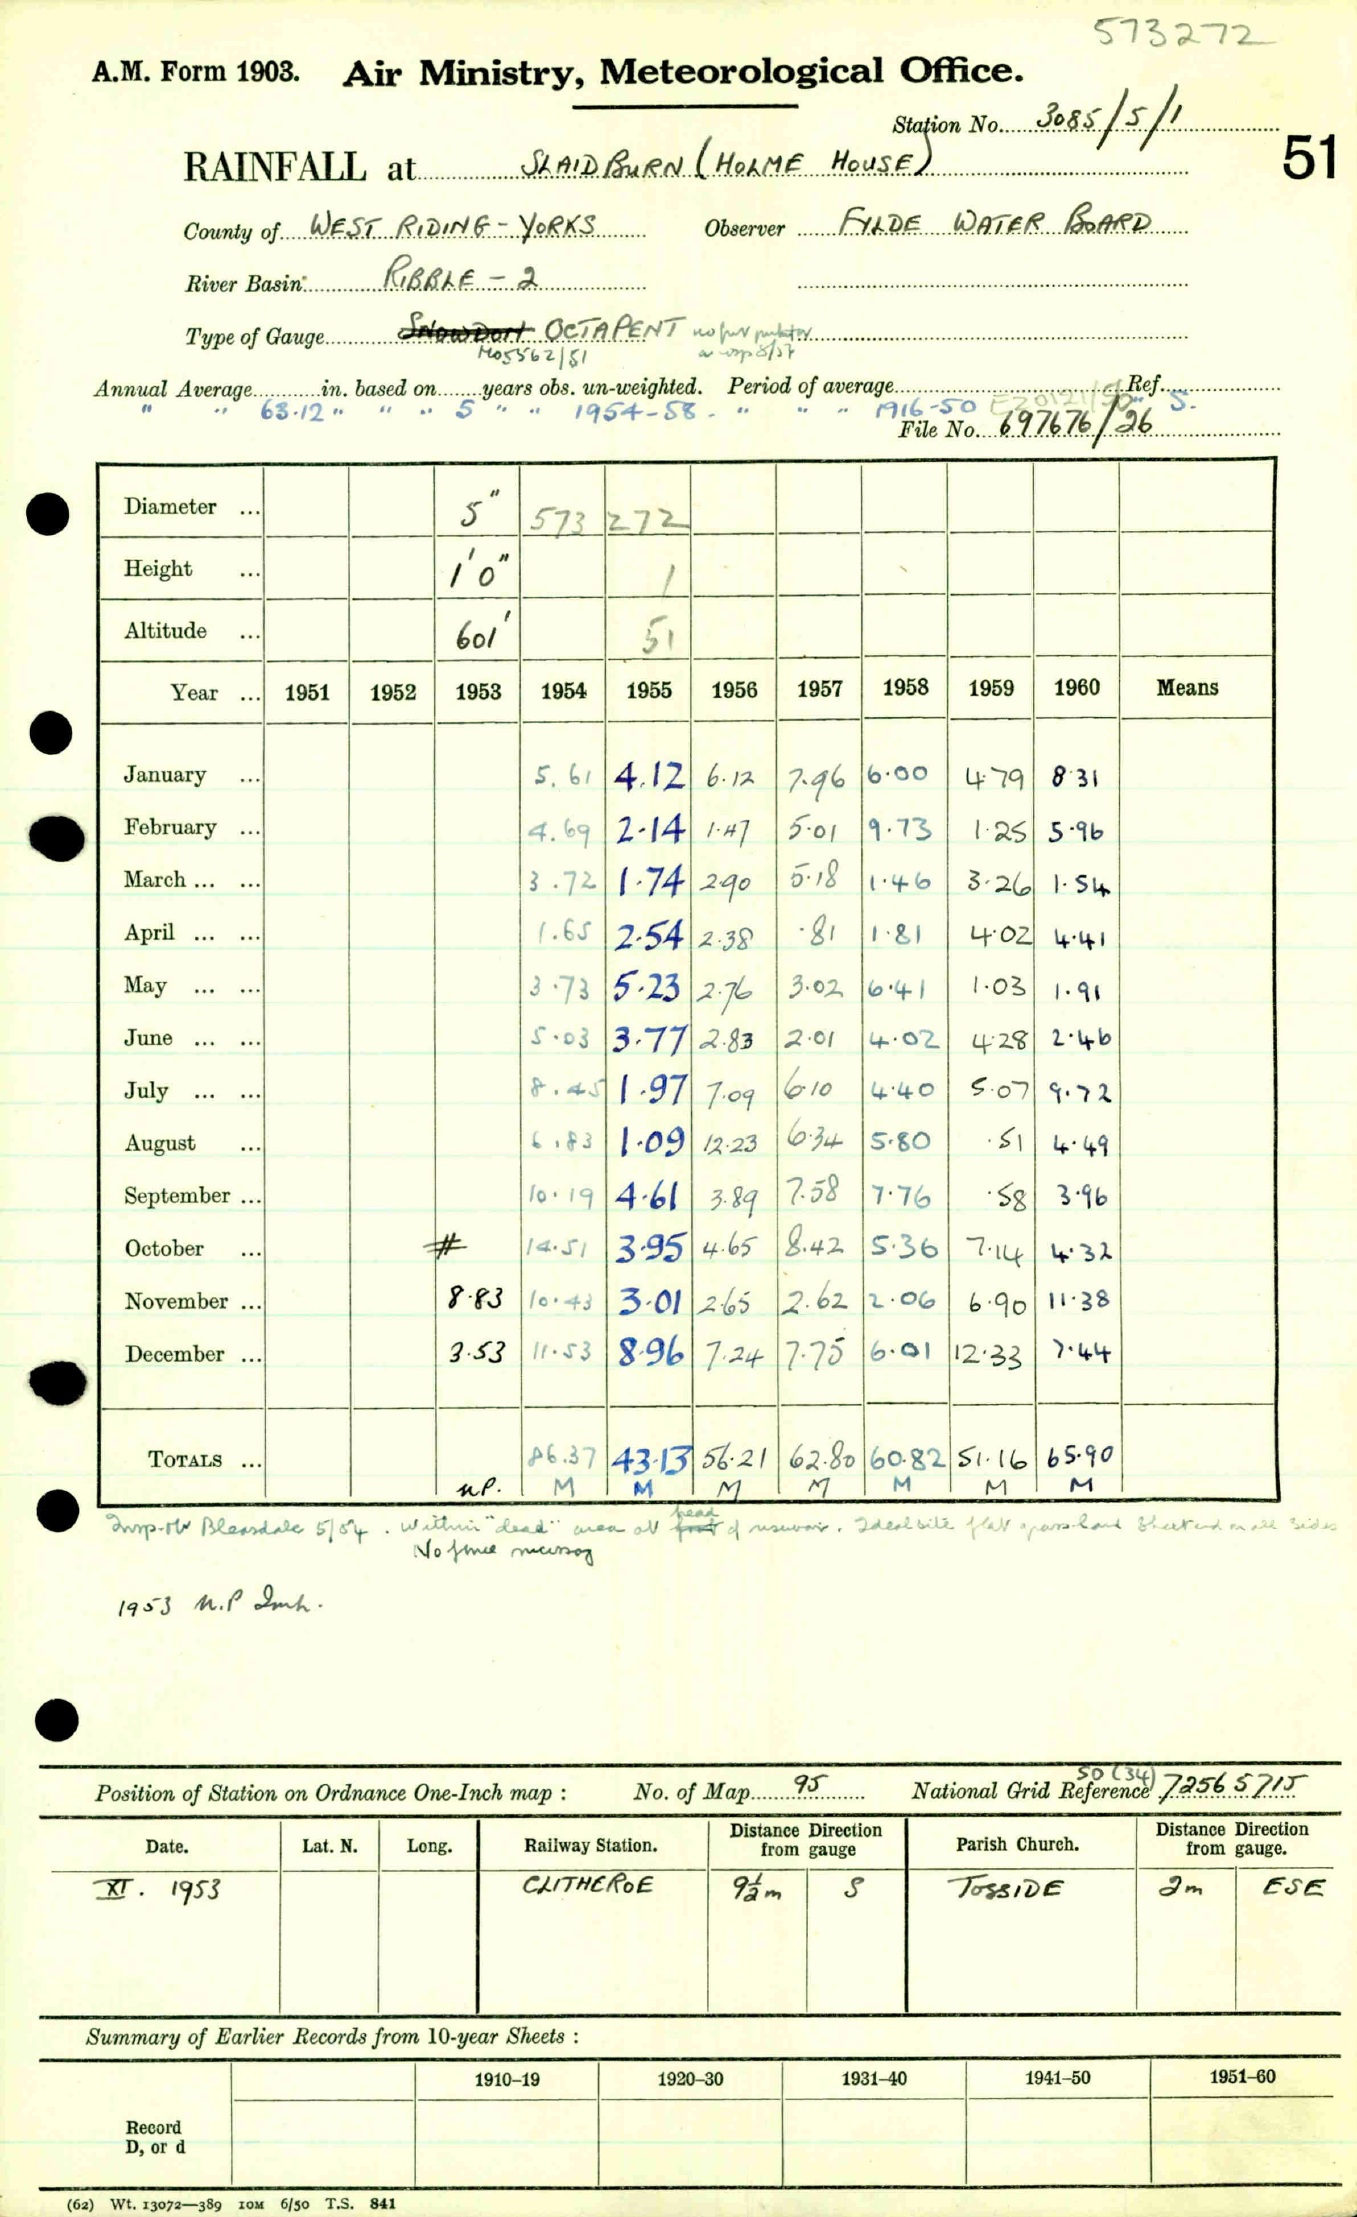 573272
A.M. Form 1903. Air Ministry, Meteorological Office.
Station No. 3085/5/1
RAINFALL at SLAIDBURN (HOLME HOUSE)
51
County of WEST RIDING - YORKS Observer FYLDE WATER BOARD
River Basin RIBBLE - 2
Type of Gauge SNOWDON OCTAPENT no
M05562/51
Annual Average in. based on years obs. un-weighted. Period of average Ref.
" " 63.12 " " " 5 " " 1954-58 . " " " 1916-50 " S.
File No. 697676/26
Diameter ... 5" 573 272
Height ... 1'0" 1
Altitude ... 601' 51
Year ... 1951 1952 1953 1954 1955 1956 1957 1958 1959 1960 Means
January ... 5.61 4.12 6.12 7.96 6.00 4.79 8.31
February ... 4.69 2.14 1.47 5.01 9.73 1.25 5.96
March ... ... 3.72 1.74 2.90 5.18 1.46 3.26 1.54
April ... ... 1.65 2.54 2.38 .81 1.81 4.02 4.41
May ... ... 3.73 5.23 2.76 3.02 6.41 1.03 1.91
June ... ... 5.03 3.77 2.83 2.01 4.02 4.28 2.46
July ... ... 8.45 1.97 7.09 6.10 4.40 5.07 9.72
August ... 6.83 1.09 12.23 6.34 5.80 .51 4.49
September ... 10.19 4.61 3.89 7.58 7.76 .58 3.96
October ... # 14.51 3.95 4.65 8.42 5.36 7.14 4.32
November ... 8.83 10.43 3.01 2.65 2.62 2.06 6.90 11.38
December ... 3.53 11.53 8.96 7.24 7.75 6.01 12.33 7.44
TOTALS ... 86.37 43.13 56.21 62.80 60.82 51.16 65.90
n.P. M M M M M M M
head
Insp. Mr Bleasdale 5/54 . Within "dead" area at of reservoir. Ideal site flat grassland on all sides
No fence necessary
1953 n.P
Position of Station on Ordnance One-Inch map : No. of Map 95 National Grid Reference 50 (34) 7256 5715
Date. Lat. N. Long. Railway Station. Distance Direction from gauge Parish Church. Distance Direction from gauge.
XI. 1953 CLITHEROE 9½m S TOSSIDE 2m ESE
Summary of Earlier Records from 10-year Sheets :
1910–19 1920–30 1931–40 1941–50 1951–60
Record
D, or d
(62) Wt. 13072—389 10M 6/50 T.S. 841